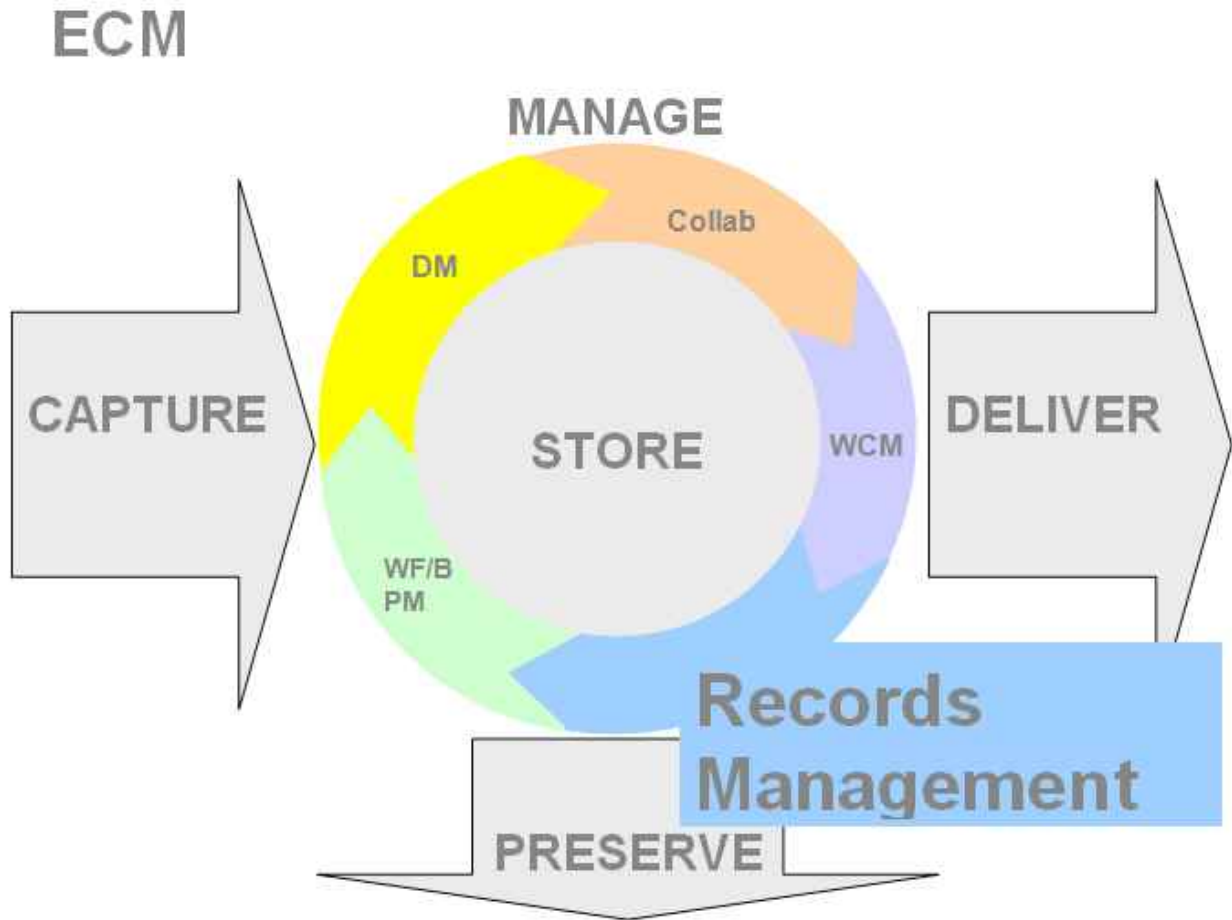 ECM
MANAGE
Collab
DM
CAPTURE
DELIVER
STORE
WCM
WF/B
PM
Records
Management
PRESERVE